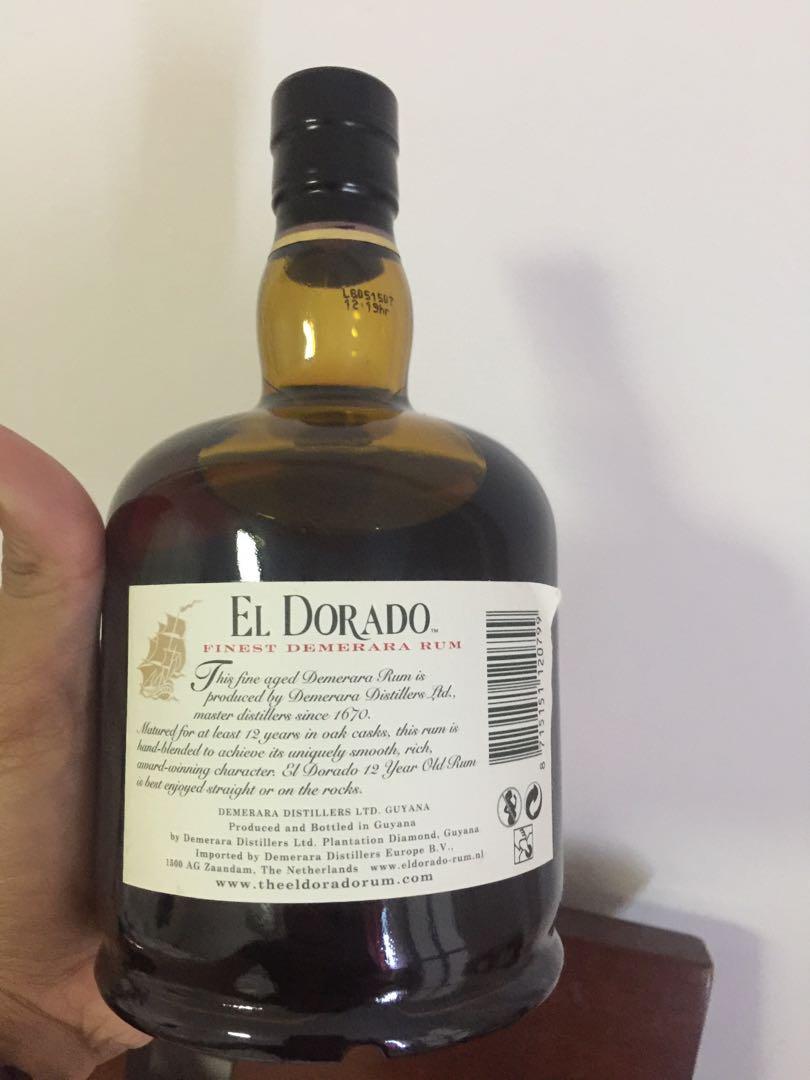 L6051507
12:19hr
EL DORADO™
FINEST DEMERARA RUM
This fine aged Demerara Rum is
produced by Demerara Distillers Ltd.,
master distillers since 1670.
Matured for at least 12 years in oak casks, this rum is
hand-blended to achieve its uniquely smooth, rich,
award-winning character. El Dorado 12 Year Old Rum
is best enjoyed straight or on the rocks.
DEMERARA DISTILLERS LTD. GUYANA
Produced and Bottled in Guyana
by Demerara Distillers Ltd. Plantation Diamond, Guyana
Imported by Demerara Distillers Europe B.V.,
1500 AG Zaandam, The Netherlands www.eldorado-rum.nl
www.theeldoradorum.com
8 715151 120799